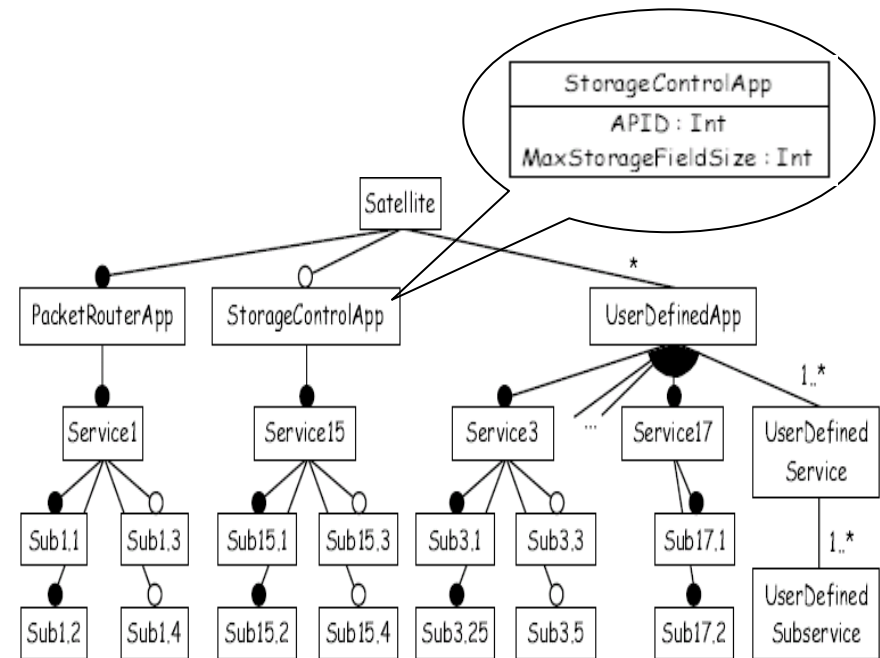 StorageControlApp
APID : Int
MaxStorageFieldSize : Int
Satellite
*
PacketRouterApp
StorageControlApp
UserDefinedApp
1..*
Service1
Service15
Service3
...
Service17
UserDefined
Service
Sub1,1
Sub1,3
Sub15,1
Sub15,3
Sub3,1
Sub3,3
Sub17,1
1..*
Sub1,2
Sub1,4
Sub15,2
Sub15,4
Sub3,25
Sub3,5
Sub17,2
UserDefined
Subservice